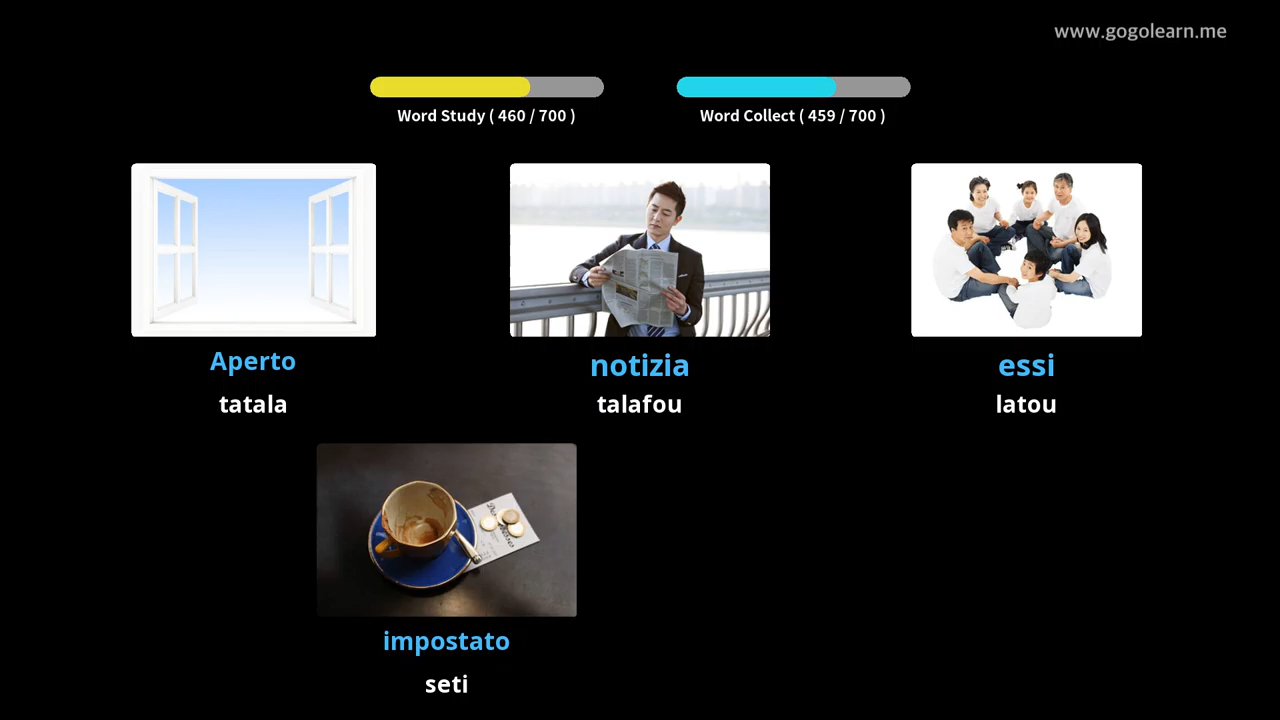 www.gogolearn.me
Word Study ( 460 / 700 )
Word Collect ( 459 / 700 )
Aperto
tatala
notizia
talafou
essi
latou
impostato
seti